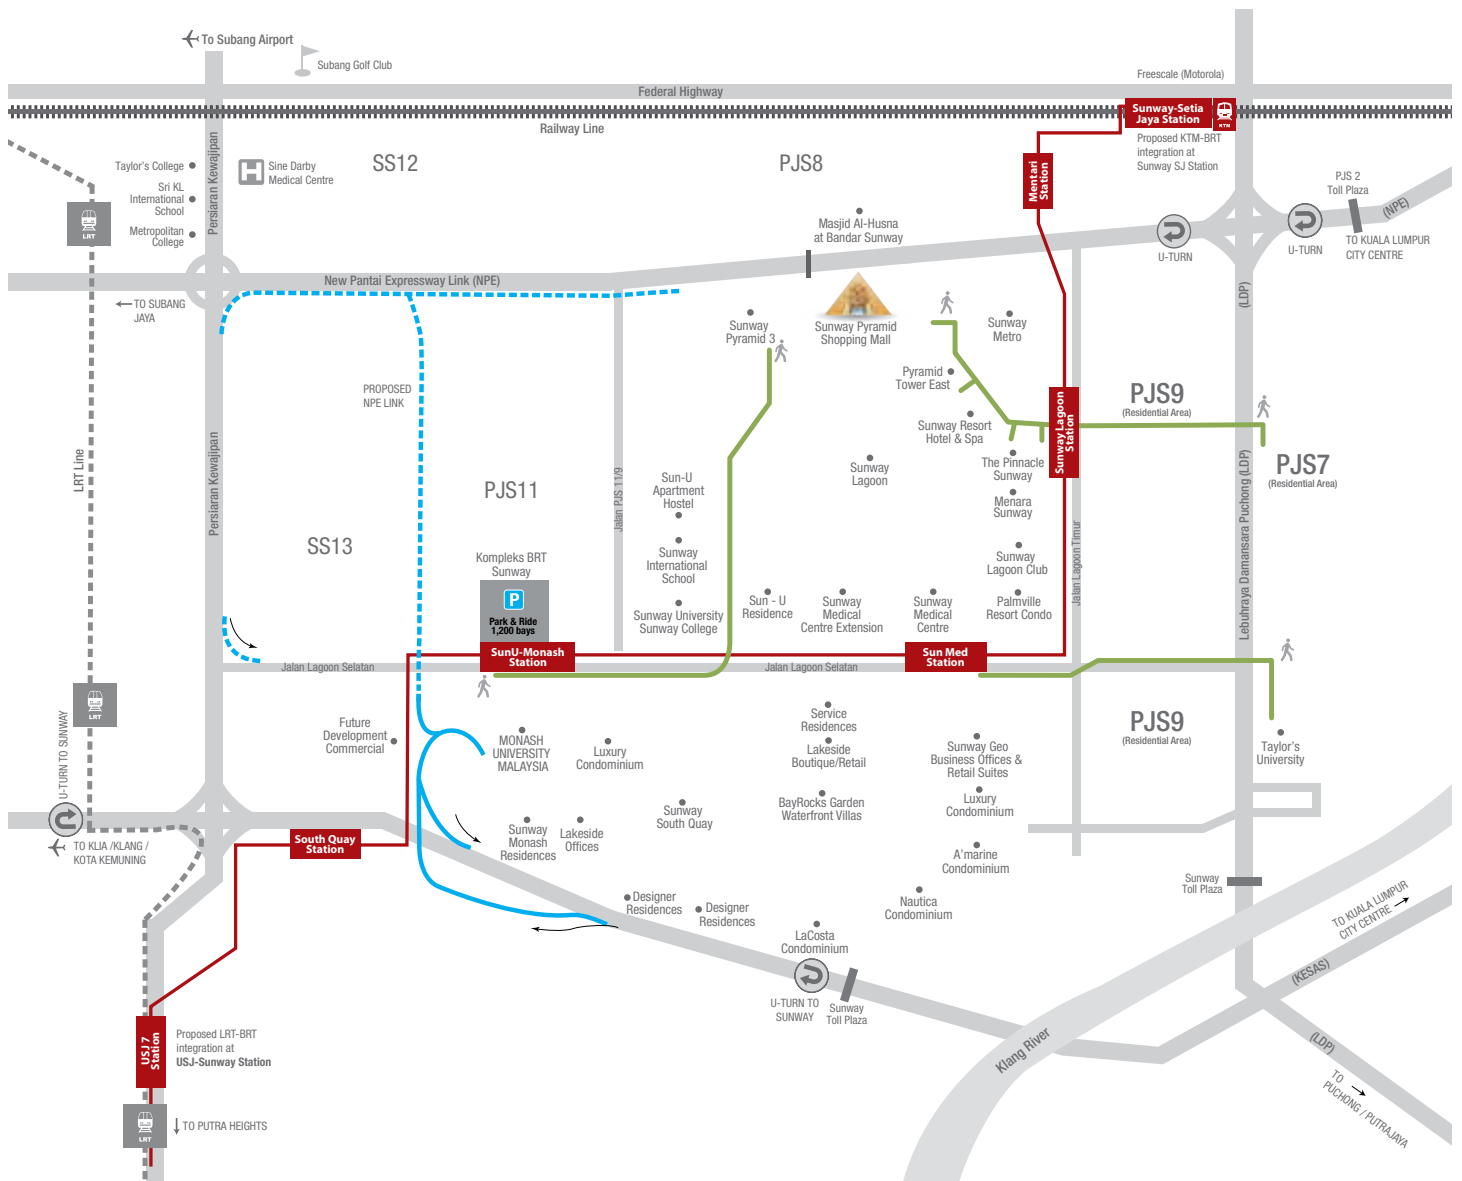 To Subang Airport
Subang Golf Club
Freescale (Motorola)
Federal Highway
Sunway-Setia
Jaya Station
KTM
Railway Line
Proposed KTM-BRT
integration at
Sunway SJ Station
Persiaran Kewajipan
Taylor's College
Sri KL
International
School
Metropolitan
College
Sine Darby
Medical Centre
SS12
PJS8
Mentari
Station
PJS 2
Toll Plaza
(NPE)
LRT
Masjid Al-Husna
at Bandar Sunway
U-TURN
U-TURN
TO KUALA LUMPUR
CITY CENTRE
New Pantai Expressway Link (NPE)
TO SUBANG
JAYA
(LDP)
Sunway
Pyramid 3
Sunway Pyramid
Shopping Mall
Sunway
Metro
PROPOSED
NPE LINK
Pyramid
Tower East
Sunway Resort
Hotel & Spa
Sunway Lagoon
Station
PJS9
(Residential Area)
LRT Line
Persiaran Kewajipan
PJS11
Jalan PJS 11/9
Sun-U
Apartment
Hostel
Sunway
Lagoon
The Pinnacle
Sunway
Menara
Sunway
PJS7
(Residential Area)
Lebuhraya Damansara Puchong (LDP)
SS13
Kompleks BRT
Sunway
P
Park & Ride
1,200 bays
Sunway
International
School
Sunway
Lagoon Club
Jalan Lagoon Timur
Sunway University
Sunway College
Sun - U
Residence
Sunway
Medical
Centre Extension
Sunway
Medical
Centre
Palmville
Resort Condo
SunU-Monash
Station
Sun Med
Station
Jalan Lagoon Selatan
Jalan Lagoon Selatan
LRT
U-TURN TO SUNWAY
Future
Development
Commercial
MONASH
UNIVERSITY
MALAYSIA
Luxury
Condominium
Service
Residences
Lakeside
Boutique/Retail
Sunway Geo
Business Offices &
Retail Suites
PJS9
(Residential Area)
Taylor's
University
BayRocks Garden
Waterfront Villas
Luxury
Condominium
Sunway
South Quay
Sunway
Monash
Residences
Lakeside
Offices
South Quay
Station
TO KLIA /KLANG /
KOTA KEMUNING
A'marine
Condominium
Sunway
Toll Plaza
Designer
Residences
Designer
Residences
Nautica
Condominium
LaCosta
Condominium
TO KUALA LUMPUR
CITY CENTRE
(KESAS)
U-TURN TO
SUNWAY
Sunway
Toll Plaza
USJ 7
Station
Proposed LRT-BRT
integration at
USJ-Sunway Station
Klang River
(LDP)
TO
PUCHONG / PUTRAJAYA
LRT
TO PUTRA HEIGHTS